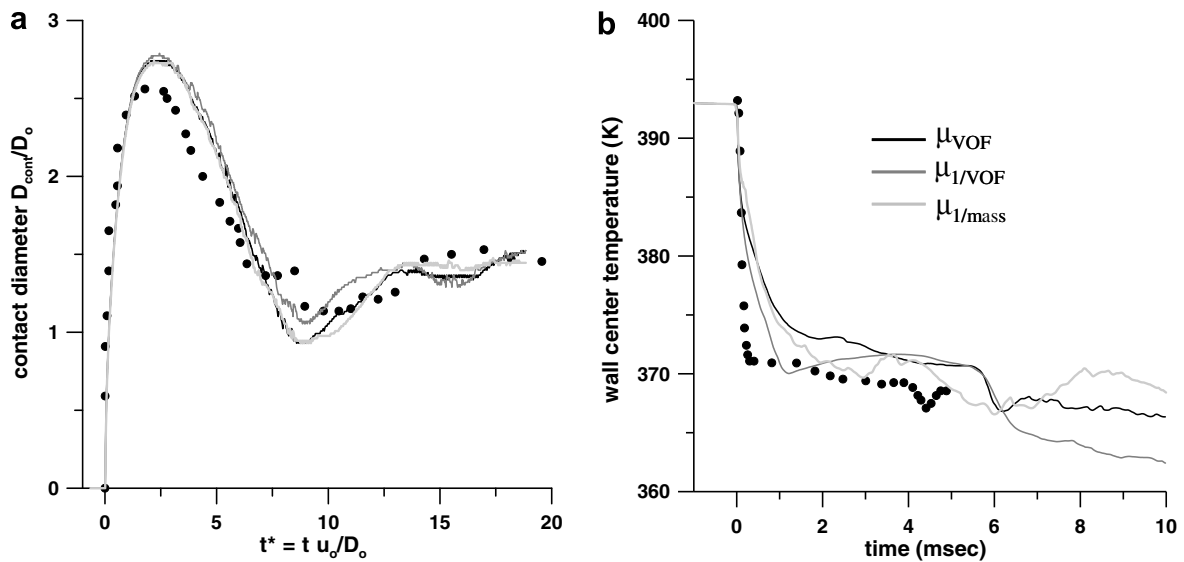 a
3
2
1
0
0 5 10 15 20
contact diameter D_cont/D_o
t* = t u_o/D_o
b
400
390
380
370
360
0 2 4 6 8 10
wall center temperature (K)
time (msec)
μ_VOF
μ_1/VOF
μ_1/mass